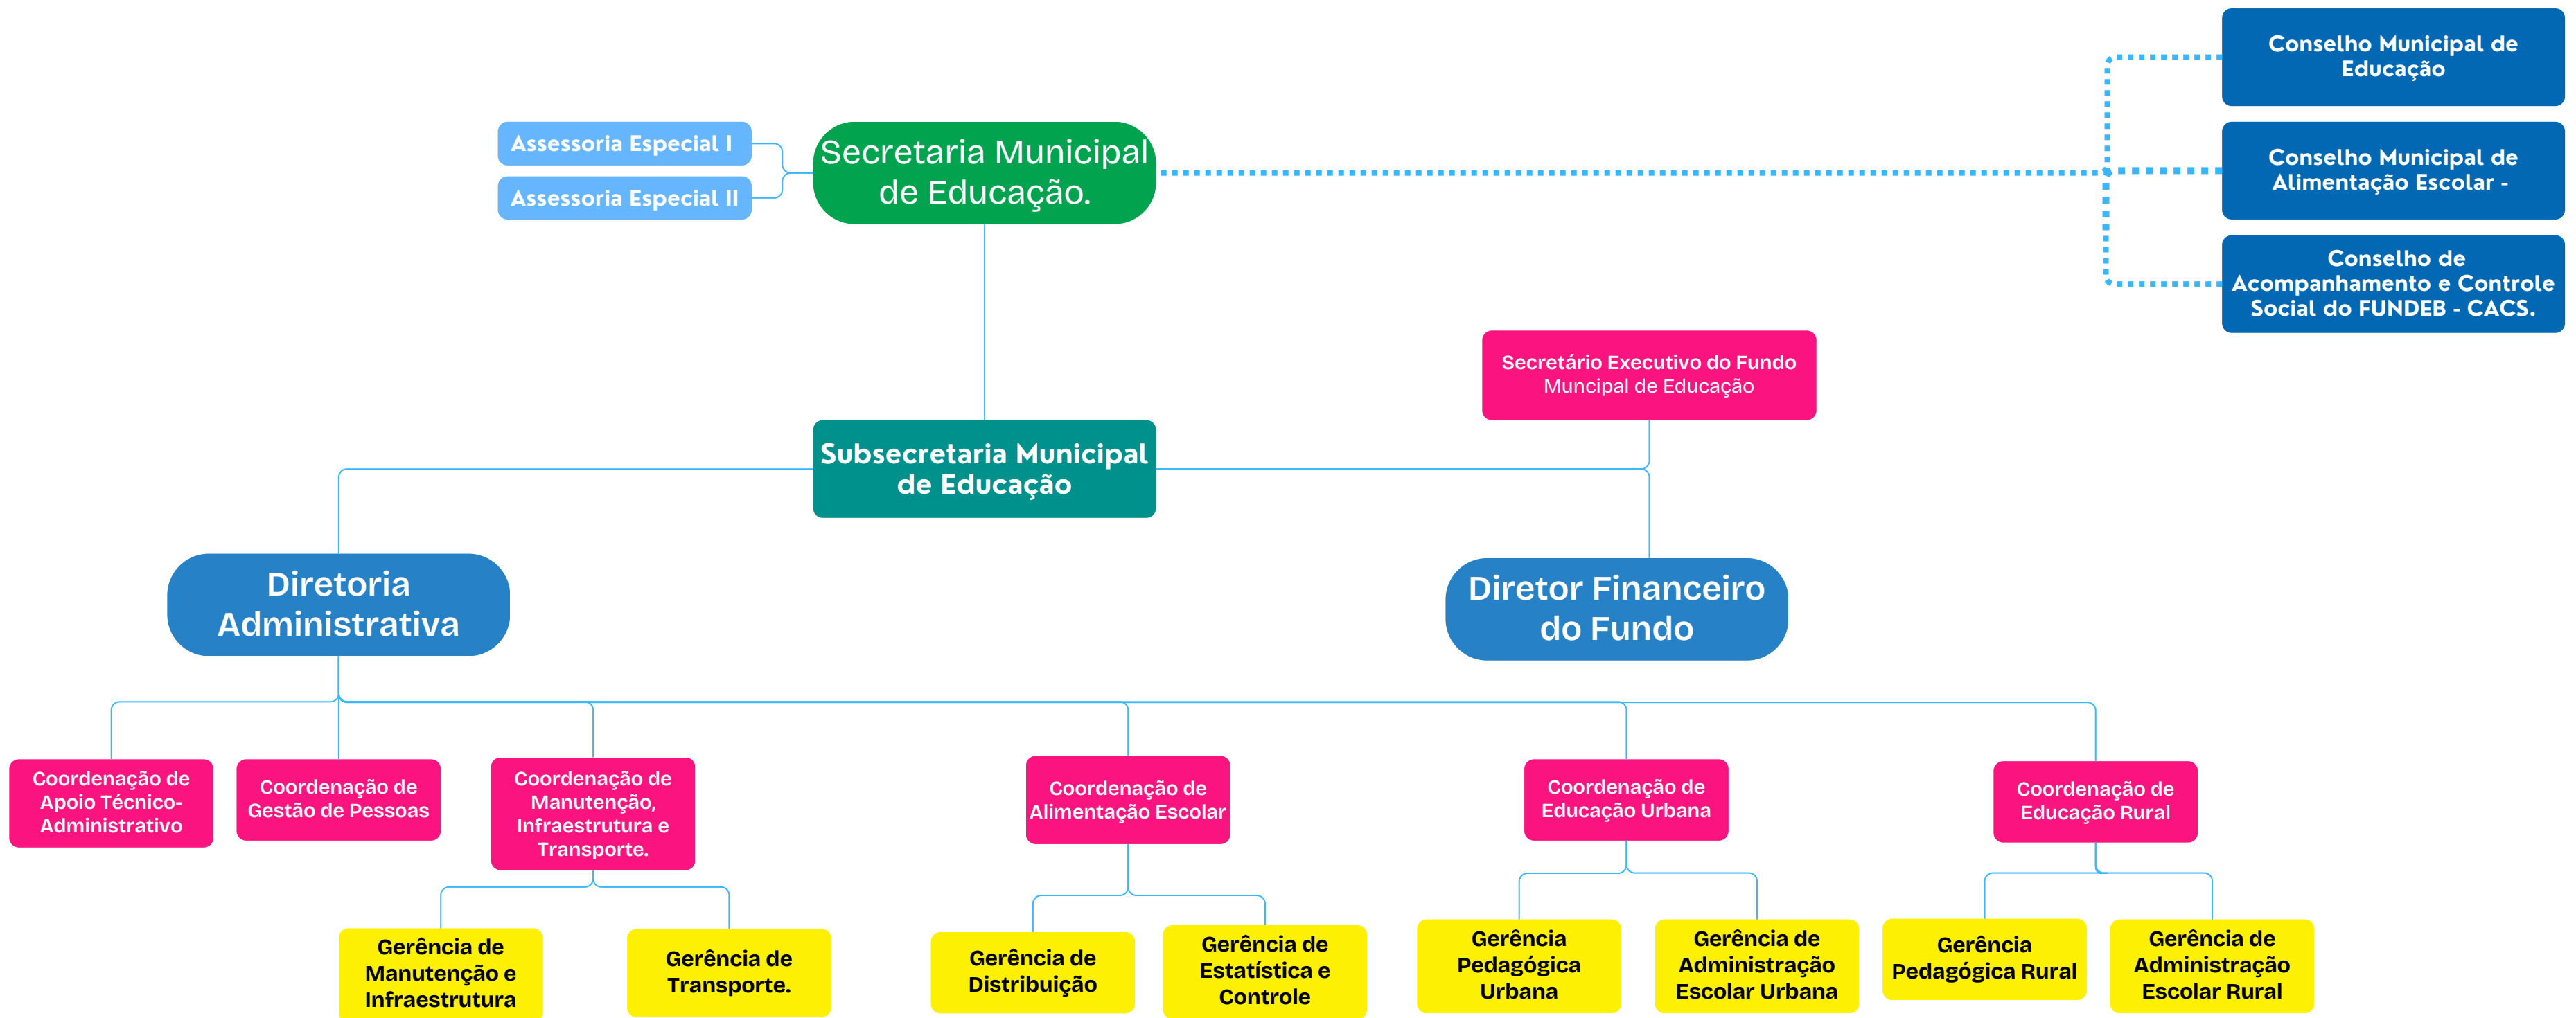 Conselho Municipal de
Educação
Assessoria Especial I
Assessoria Especial II
Secretaria Municipal
de Educação.
Conselho Municipal de
Alimentação Escolar -
Conselho de
Acompanhamento e Controle
Social do FUNDEB - CACS.
Secretário Executivo do Fundo
Muncipal de Educação
Subsecretaria Municipal
de Educação
Diretoria
Administrativa
Diretor Financeiro
do Fundo
Coordenação de
Apoio Técnico-
Administrativo
Coordenação de
Gestão de Pessoas
Coordenação de
Manutenção,
Infraestrutura e
Transporte.
Coordenação de
Alimentação Escolar
Coordenação de
Educação Urbana
Coordenação de
Educação Rural
Gerência de
Manutenção e
Infraestrutura
Gerência de
Transporte.
Gerência de
Distribuição
Gerência de
Estatística e
Controle
Gerência
Pedagógica
Urbana
Gerência de
Administração
Escolar Urbana
Gerência
Pedagógica Rural
Gerência de
Administração
Escolar Rural